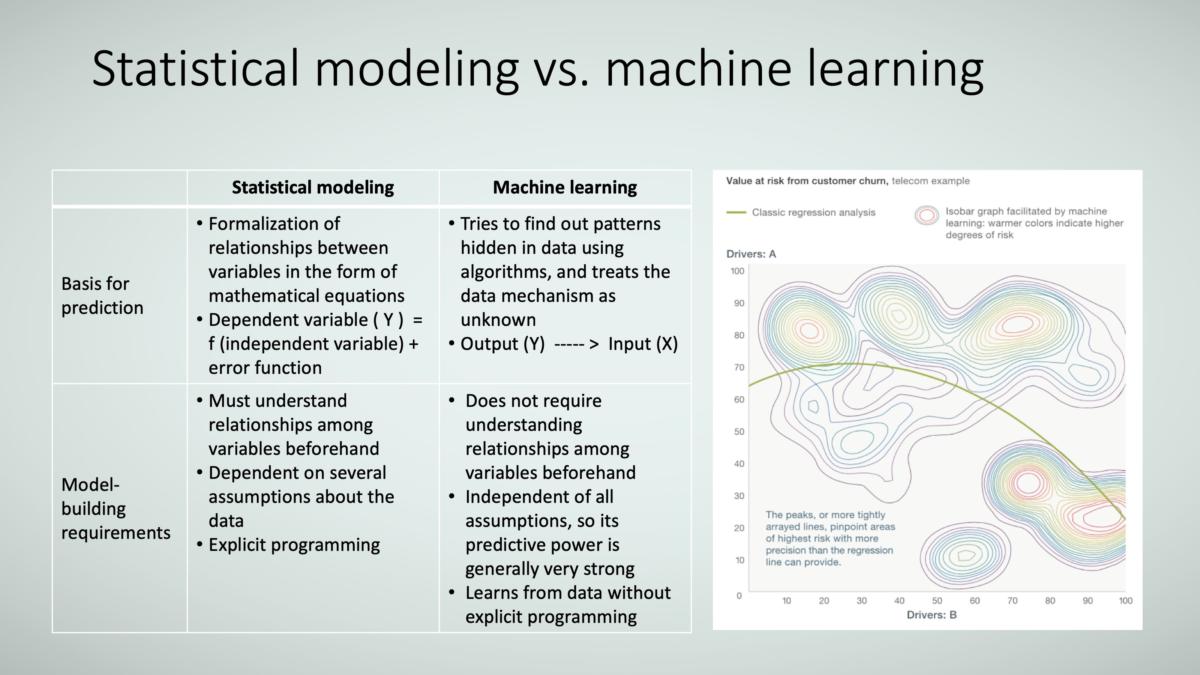 Statistical modeling vs. machine learning
Statistical modeling
Machine learning
Basis for
prediction
• Formalization of
relationships between
variables in the form of
mathematical equations
• Dependent variable ( Y ) =
f (independent variable) +
error function
• Tries to find out patterns
hidden in data using
algorithms, and treats the
data mechanism as
unknown
• Output (Y) ----- > Input (X)
Model-
building
requirements
• Must understand
relationships among
variables beforehand
• Dependent on several
assumptions about the
data
• Explicit programming
• Does not require
understanding
relationships among
variables beforehand
• Independent of all
assumptions, so its
predictive power is
generally very strong
• Learns from data without
explicit programming
Value at risk from customer churn, telecom example
Classic regression analysis
Isobar graph facilitated by machine
learning: warmer colors indicate higher
degrees of risk
Drivers: A
100
90
80
70
60
50
40
30
20
10
0
The peaks, or more tightly
arrayed lines, pinpoint areas
of highest risk with more
precision than the regression
line can provide.
10 20 30 40 50 60 70 80 90 100
Drivers: B